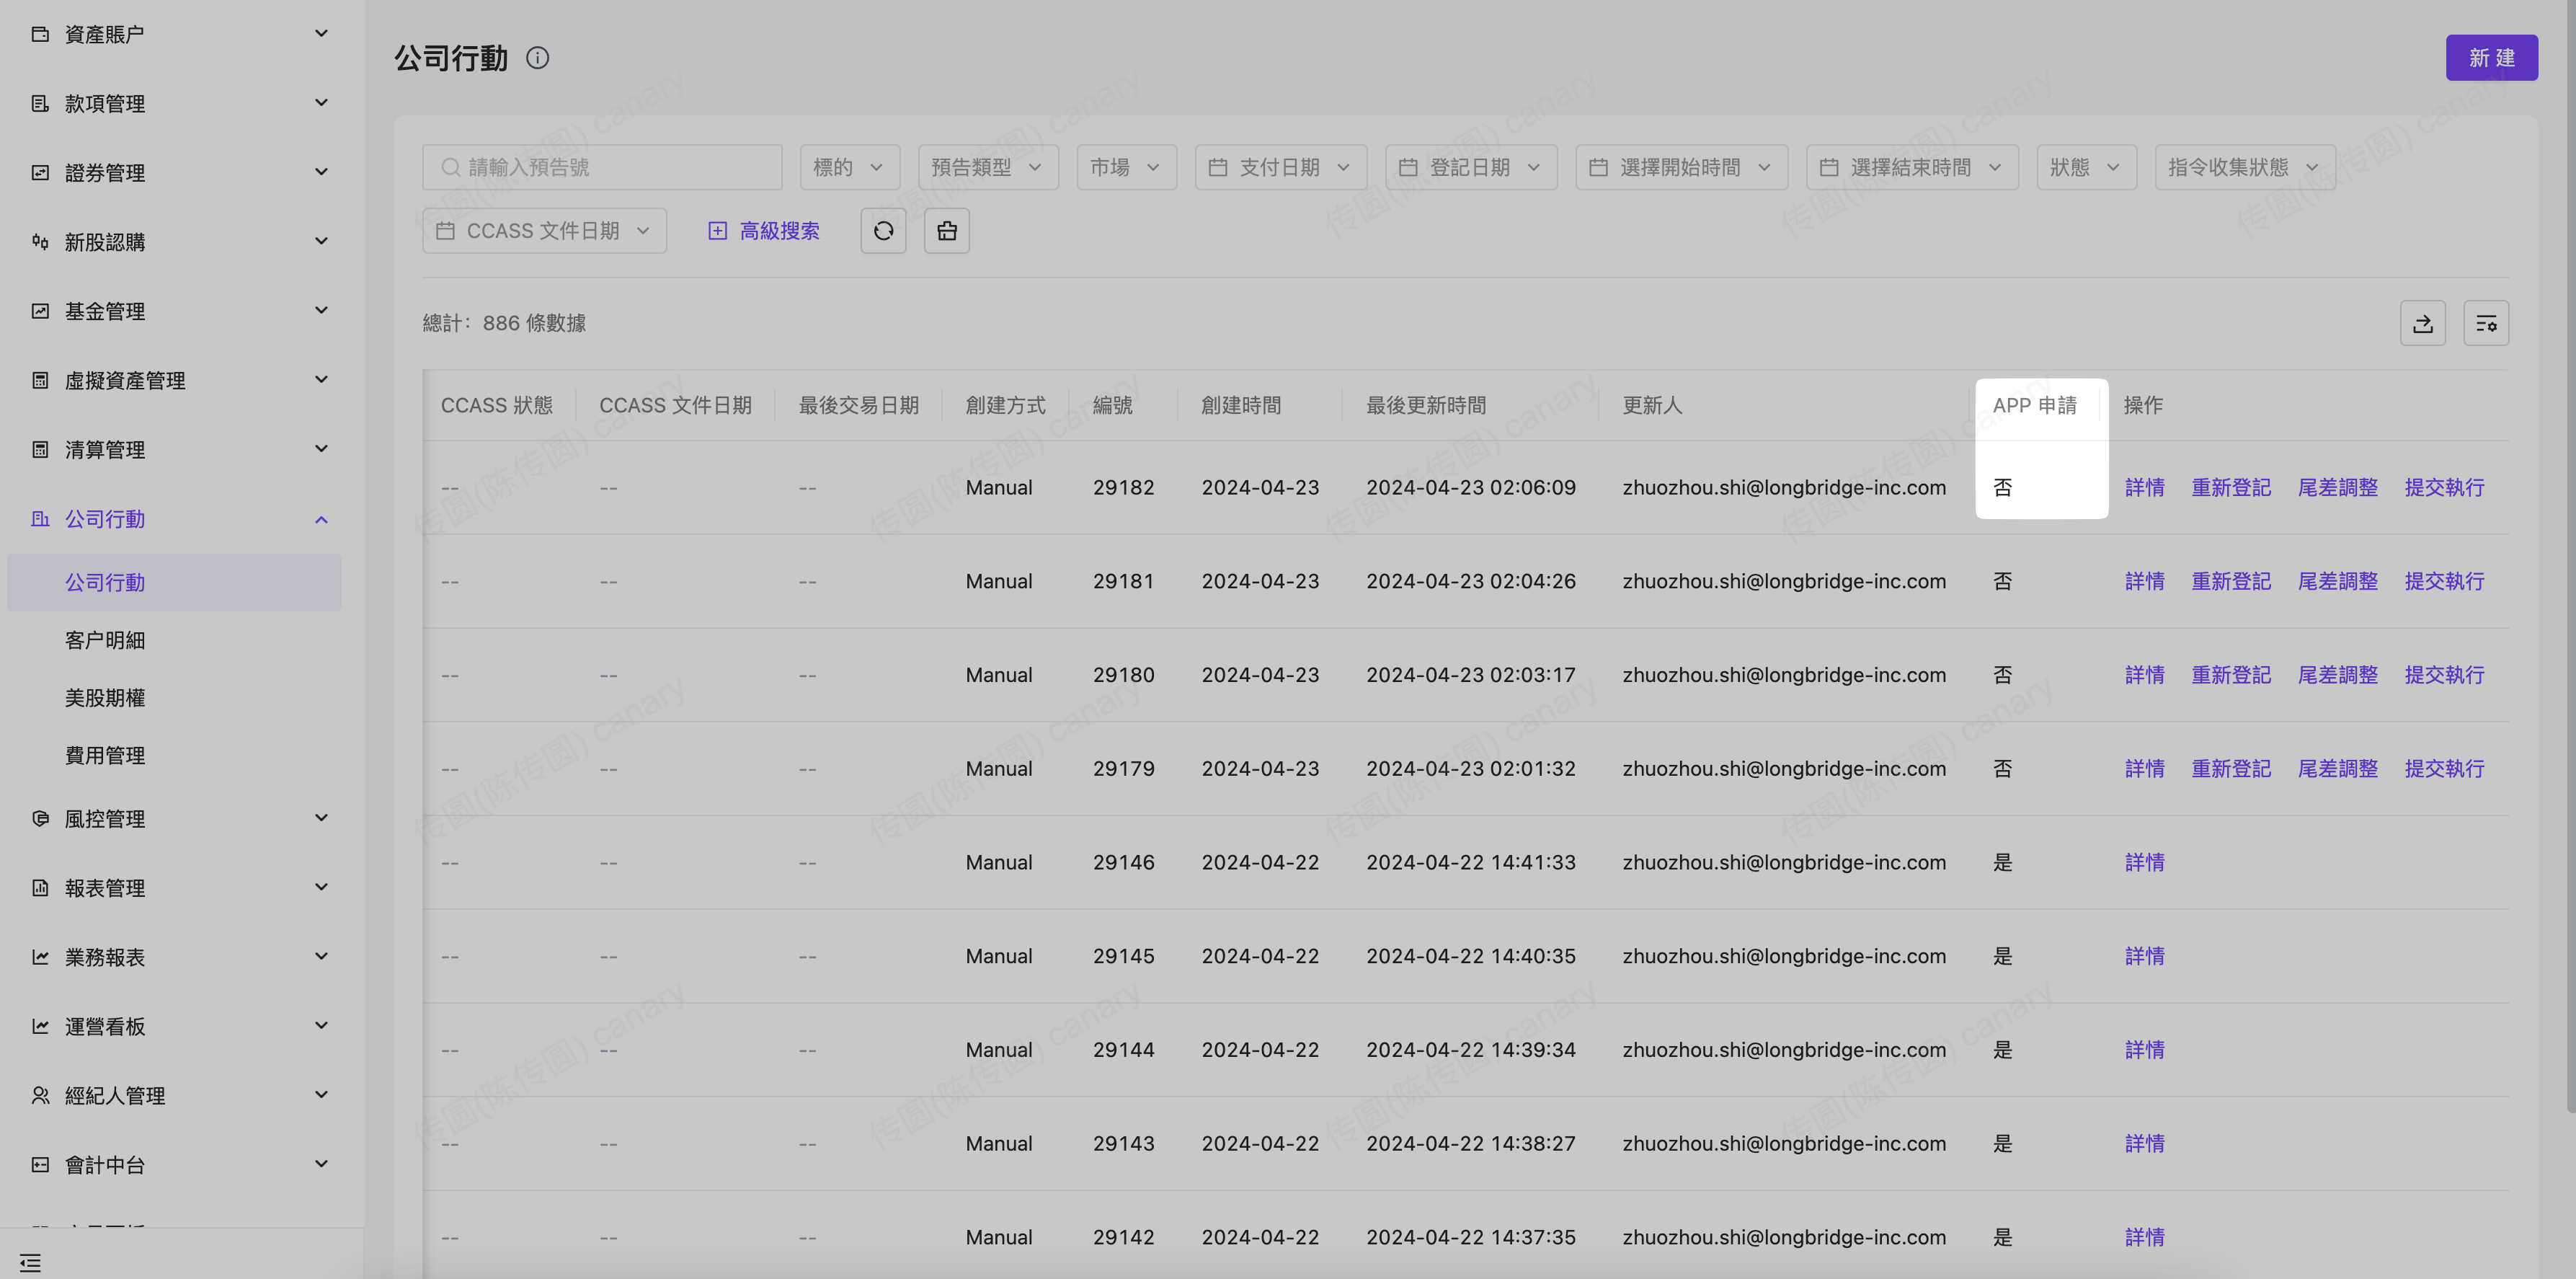 資產賬户
款項管理
證券管理
新股認購
基金管理
虛擬資產管理
清算管理
公司行動
公司行動
客户明細
美股期權
費用管理
風控管理
報表管理
業務報表
運營看板
經紀人管理
會計中台
公司行動
新 建
請輸入預告號 標的 預告類型 市場 支付日期 登記日期 選擇開始時間 選擇結束時間 狀態 指令收集狀態
CCASS 文件日期 高級搜索
總計： 886 條數據
CCASS 狀態 CCASS 文件日期 最後交易日期 創建方式 編號 創建時間 最後更新時間 更新人 APP 申請 操作
-- -- -- Manual 29182 2024-04-23 2024-04-23 02:06:09 zhuozhou.shi@longbridge-inc.com 否 詳情 重新登記 尾差調整 提交執行
-- -- -- Manual 29181 2024-04-23 2024-04-23 02:04:26 zhuozhou.shi@longbridge-inc.com 否 詳情 重新登記 尾差調整 提交執行
-- -- -- Manual 29180 2024-04-23 2024-04-23 02:03:17 zhuozhou.shi@longbridge-inc.com 否 詳情 重新登記 尾差調整 提交執行
-- -- -- Manual 29179 2024-04-23 2024-04-23 02:01:32 zhuozhou.shi@longbridge-inc.com 否 詳情 重新登記 尾差調整 提交執行
-- -- -- Manual 29146 2024-04-22 2024-04-22 14:41:33 zhuozhou.shi@longbridge-inc.com 是 詳情
-- -- -- Manual 29145 2024-04-22 2024-04-22 14:40:35 zhuozhou.shi@longbridge-inc.com 是 詳情
-- -- -- Manual 29144 2024-04-22 2024-04-22 14:39:34 zhuozhou.shi@longbridge-inc.com 是 詳情
-- -- -- Manual 29143 2024-04-22 2024-04-22 14:38:27 zhuozhou.shi@longbridge-inc.com 是 詳情
-- -- -- Manual 29142 2024-04-22 2024-04-22 14:37:35 zhuozhou.shi@longbridge-inc.com 是 詳情
传圆(陈传圆) canary